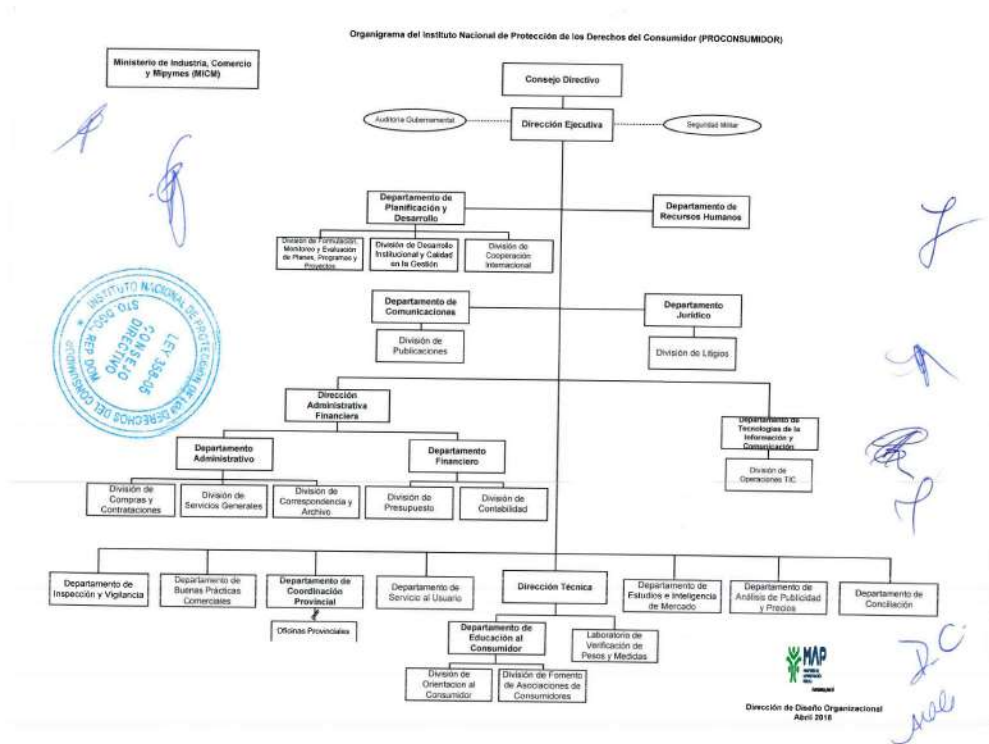 Organigrama del Instituto Nacional de Protección de los Derechos del Consumidor (PROCONSUMIDOR)
Ministerio de Industria, Comercio
y Mipymes (MICM)
Consejo Directivo
Auditoría Gubernamental
Dirección Ejecutiva
Seguridad Militar
Departamento de
Planificación y
Desarrollo
Departamento de
Recursos Humanos
División de Formulación,
Monitoreo y Evaluación
de Planes, Programas y
Proyectos
División de Desarrollo
Institucional y Calidad
en la Gestión
División de
Cooperación
Internacional
Departamento de
Comunicaciones
Departamento
Jurídico
División de
Publicaciones
División de Litigios
INSTITUTO NACIONAL DE PROTECCION DE LOS DERECHOS DEL CONSUMIDOR
STO. DGO., REP. DOM.
LEY 358-05
CONSEJO
DIRECTIVO
Dirección
Administrativa
Financiera
Departamento de
Tecnologías de la
Información y
Comunicación
Departamento
Administrativo
Departamento
Financiero
División de
Operaciones TIC
División de
Compras y
Contrataciones
División de
Servicios Generales
División de
Correspondencia y
Archivo
División de
Presupuesto
División de
Contabilidad
Departamento de
Inspección y Vigilancia
Departamento de
Buenas Prácticas
Comerciales
Departamento de
Coordinación
Provincial
Departamento de
Servicio al Usuario
Dirección Técnica
Departamento de
Estudios e Inteligencia
de Mercado
Departamento de
Análisis de Publicidad
y Precios
Departamento de
Conciliación
Oficinas Provinciales
Departamento de
Educación al
Consumidor
Laboratorio de
Verificación de
Pesos y Medidas
División de
Orientacion al
Consumidor
División de Fomento
de Asociaciones de
Consumidores
MAP
Dirección de Diseño Organizacional
Abril 2018